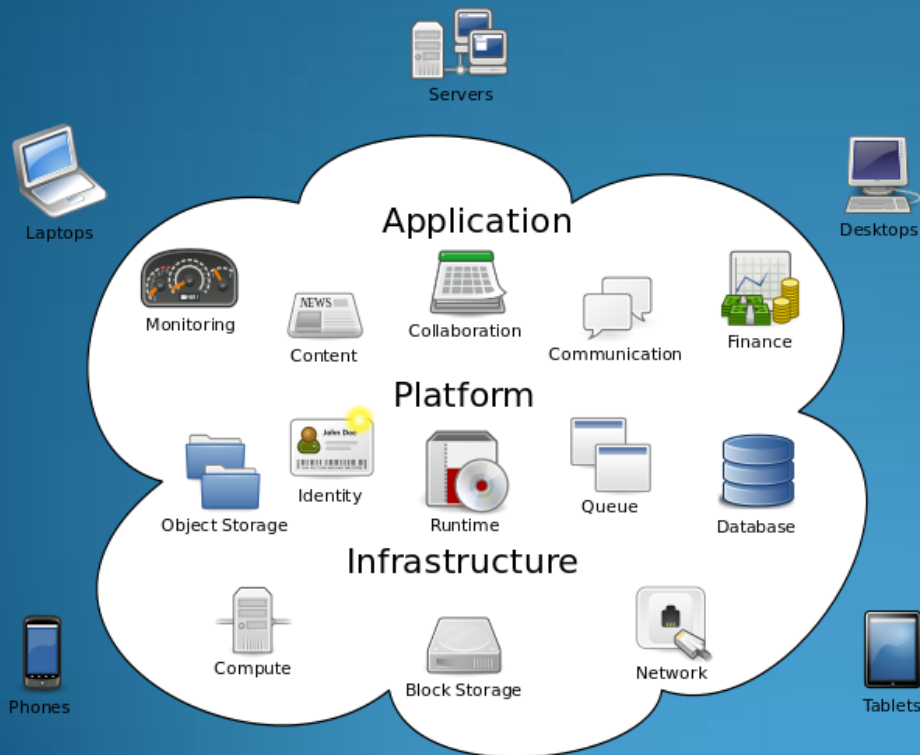 Servers
Laptops
Desktops
Application
Monitoring
NEWS
Content
Collaboration
Communication
Finance
Platform
Object Storage
John Doe
Identity
Runtime
Queue
Database
Infrastructure
Compute
Block Storage
Network
Phones
Tablets